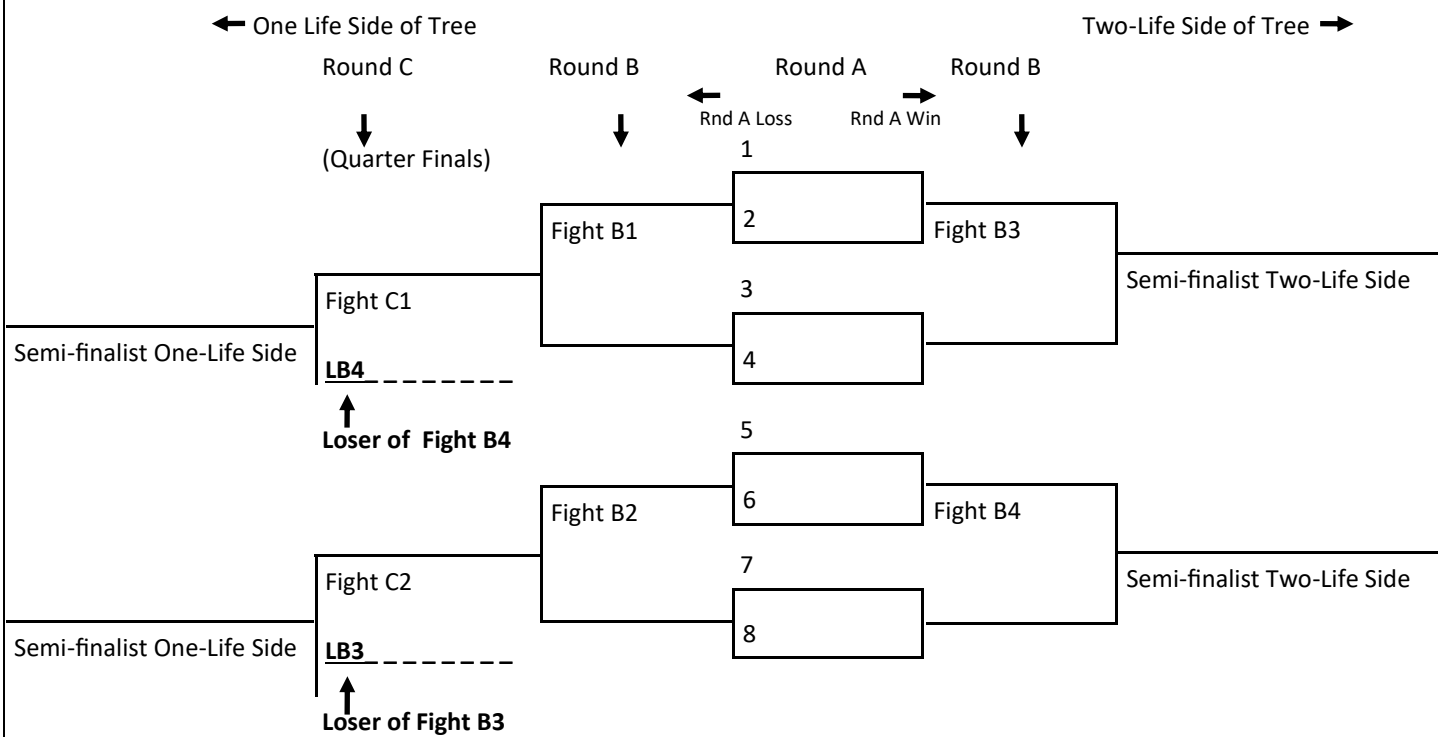 One Life Side of Tree
Two-Life Side of Tree
Round C
Round B
Round A
Round B
Rnd A Loss
Rnd A Win
(Quarter Finals)
1
Fight B1
2
Fight B3
Semi-finalist Two-Life Side
Fight C1
3
Semi-finalist One-Life Side
LB4_ _ _ _ _ _ _ _
4
Loser of Fight B4
5
Fight B2
6
Fight B4
Fight C2
7
Semi-finalist Two-Life Side
Semi-finalist One-Life Side
LB3_ _ _ _ _ _ _ _
8
Loser of Fight B3